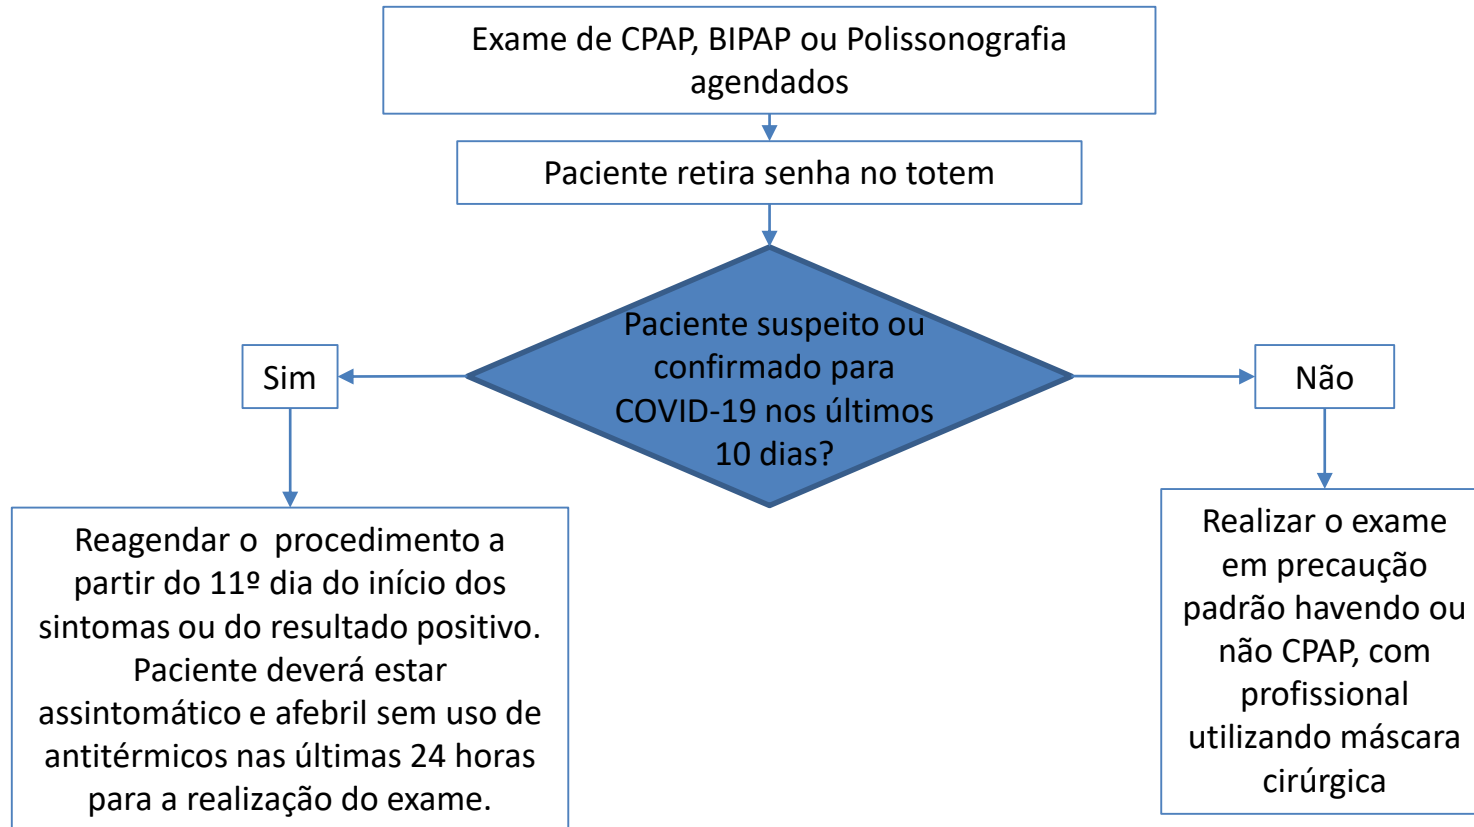 Exame de CPAP, BIPAP ou Polissonografia
agendados
Paciente retira senha no totem
Paciente suspeito ou
confirmado para
COVID-19 nos últimos
10 dias?
Sim
Não
Reagendar o  procedimento a
partir do 11º dia do início dos
sintomas ou do resultado positivo.
Paciente deverá estar
assintomático e afebril sem uso de
antitérmicos nas últimas 24 horas
para a realização do exame.
Realizar o exame
em precaução
padrão havendo ou
não CPAP, com
profissional
utilizando máscara
cirúrgica